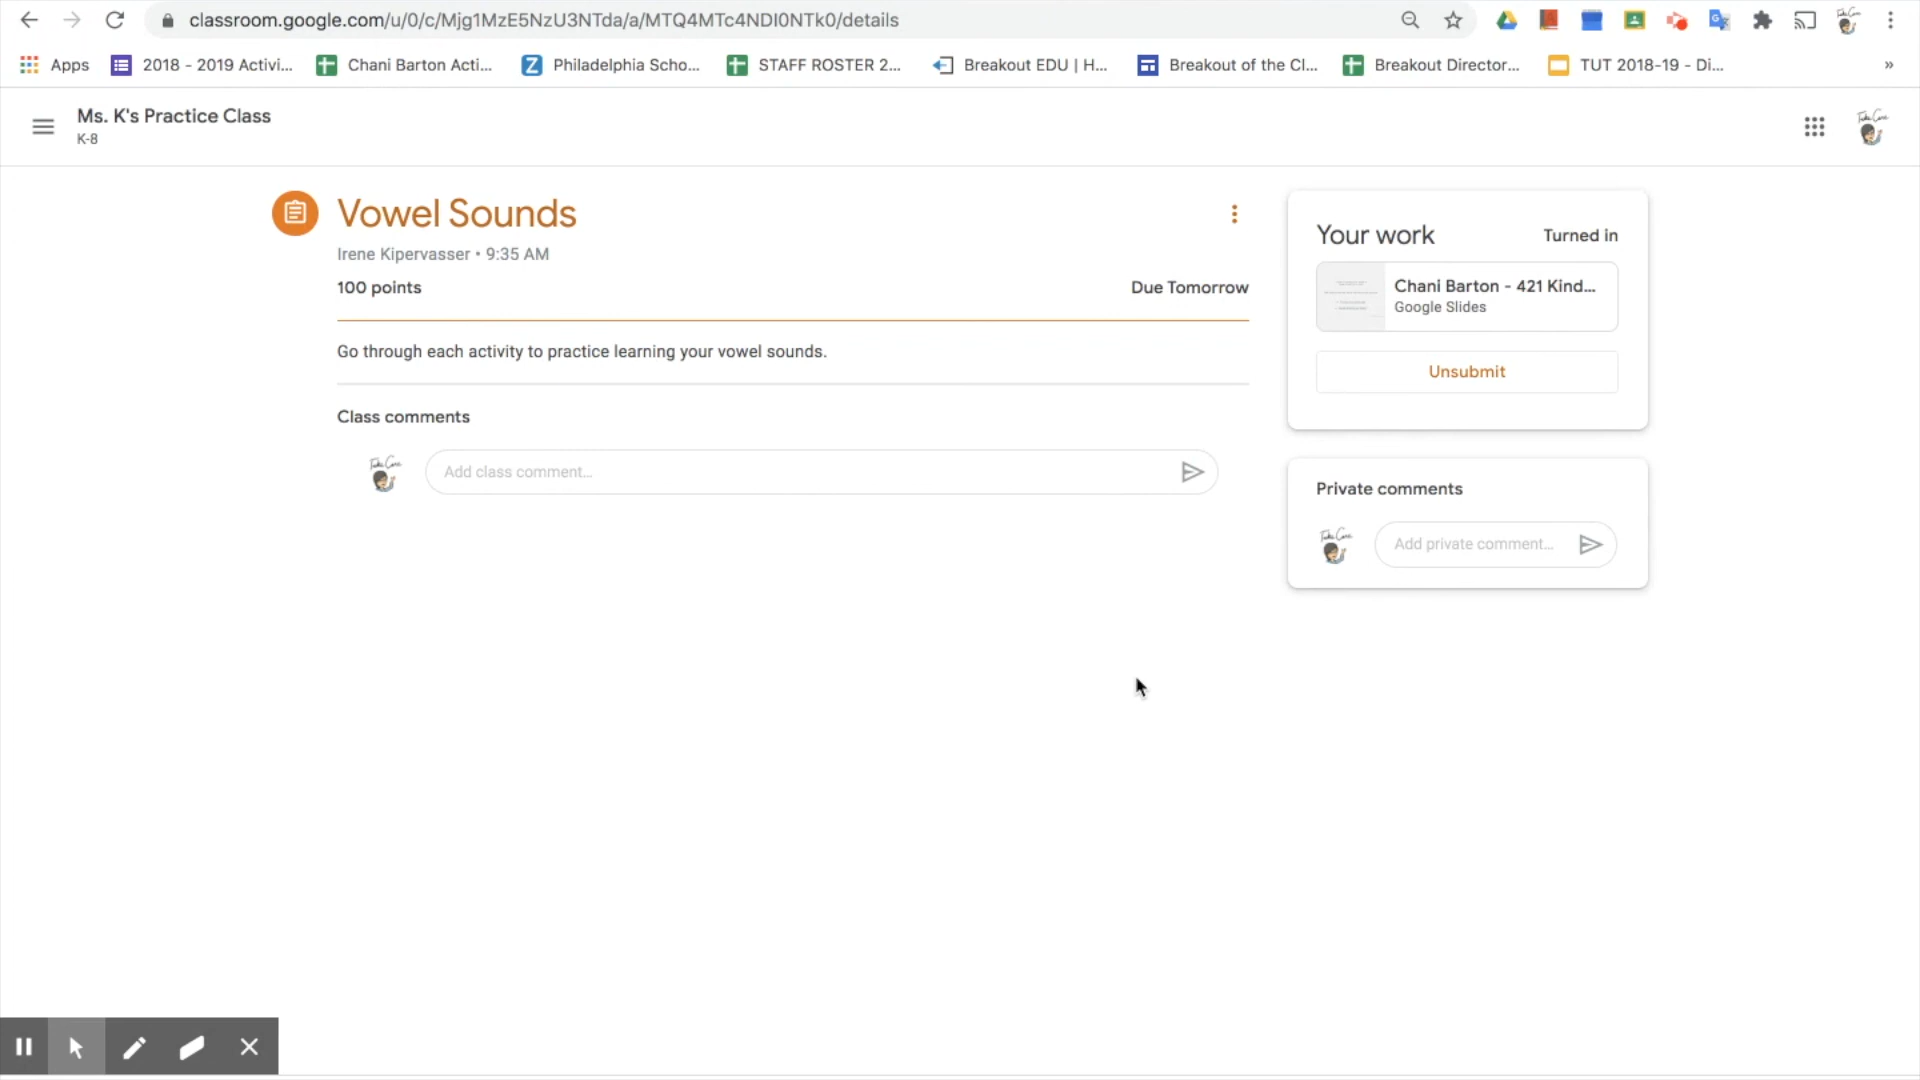 classroom.google.com/u/0/c/Mjg1MzE5NzU3NTda/a/MTQ4MTc4NDI0NTk0/details
Apps 2018 - 2019 Activi... Chani Barton Acti... Philadelphia Scho... STAFF ROSTER 2... Breakout EDU | H... Breakout of the Cl... Breakout Director... TUT 2018-19 - Di... »
Ms. K's Practice Class
K-8
Vowel Sounds
Irene Kipervasser • 9:35 AM
100 points Due Tomorrow
Go through each activity to practice learning your vowel sounds.
Class comments
Add class comment...
Your work Turned in
Chani Barton - 421 Kind...
Google Slides
Unsubmit
Private comments
Add private comment...